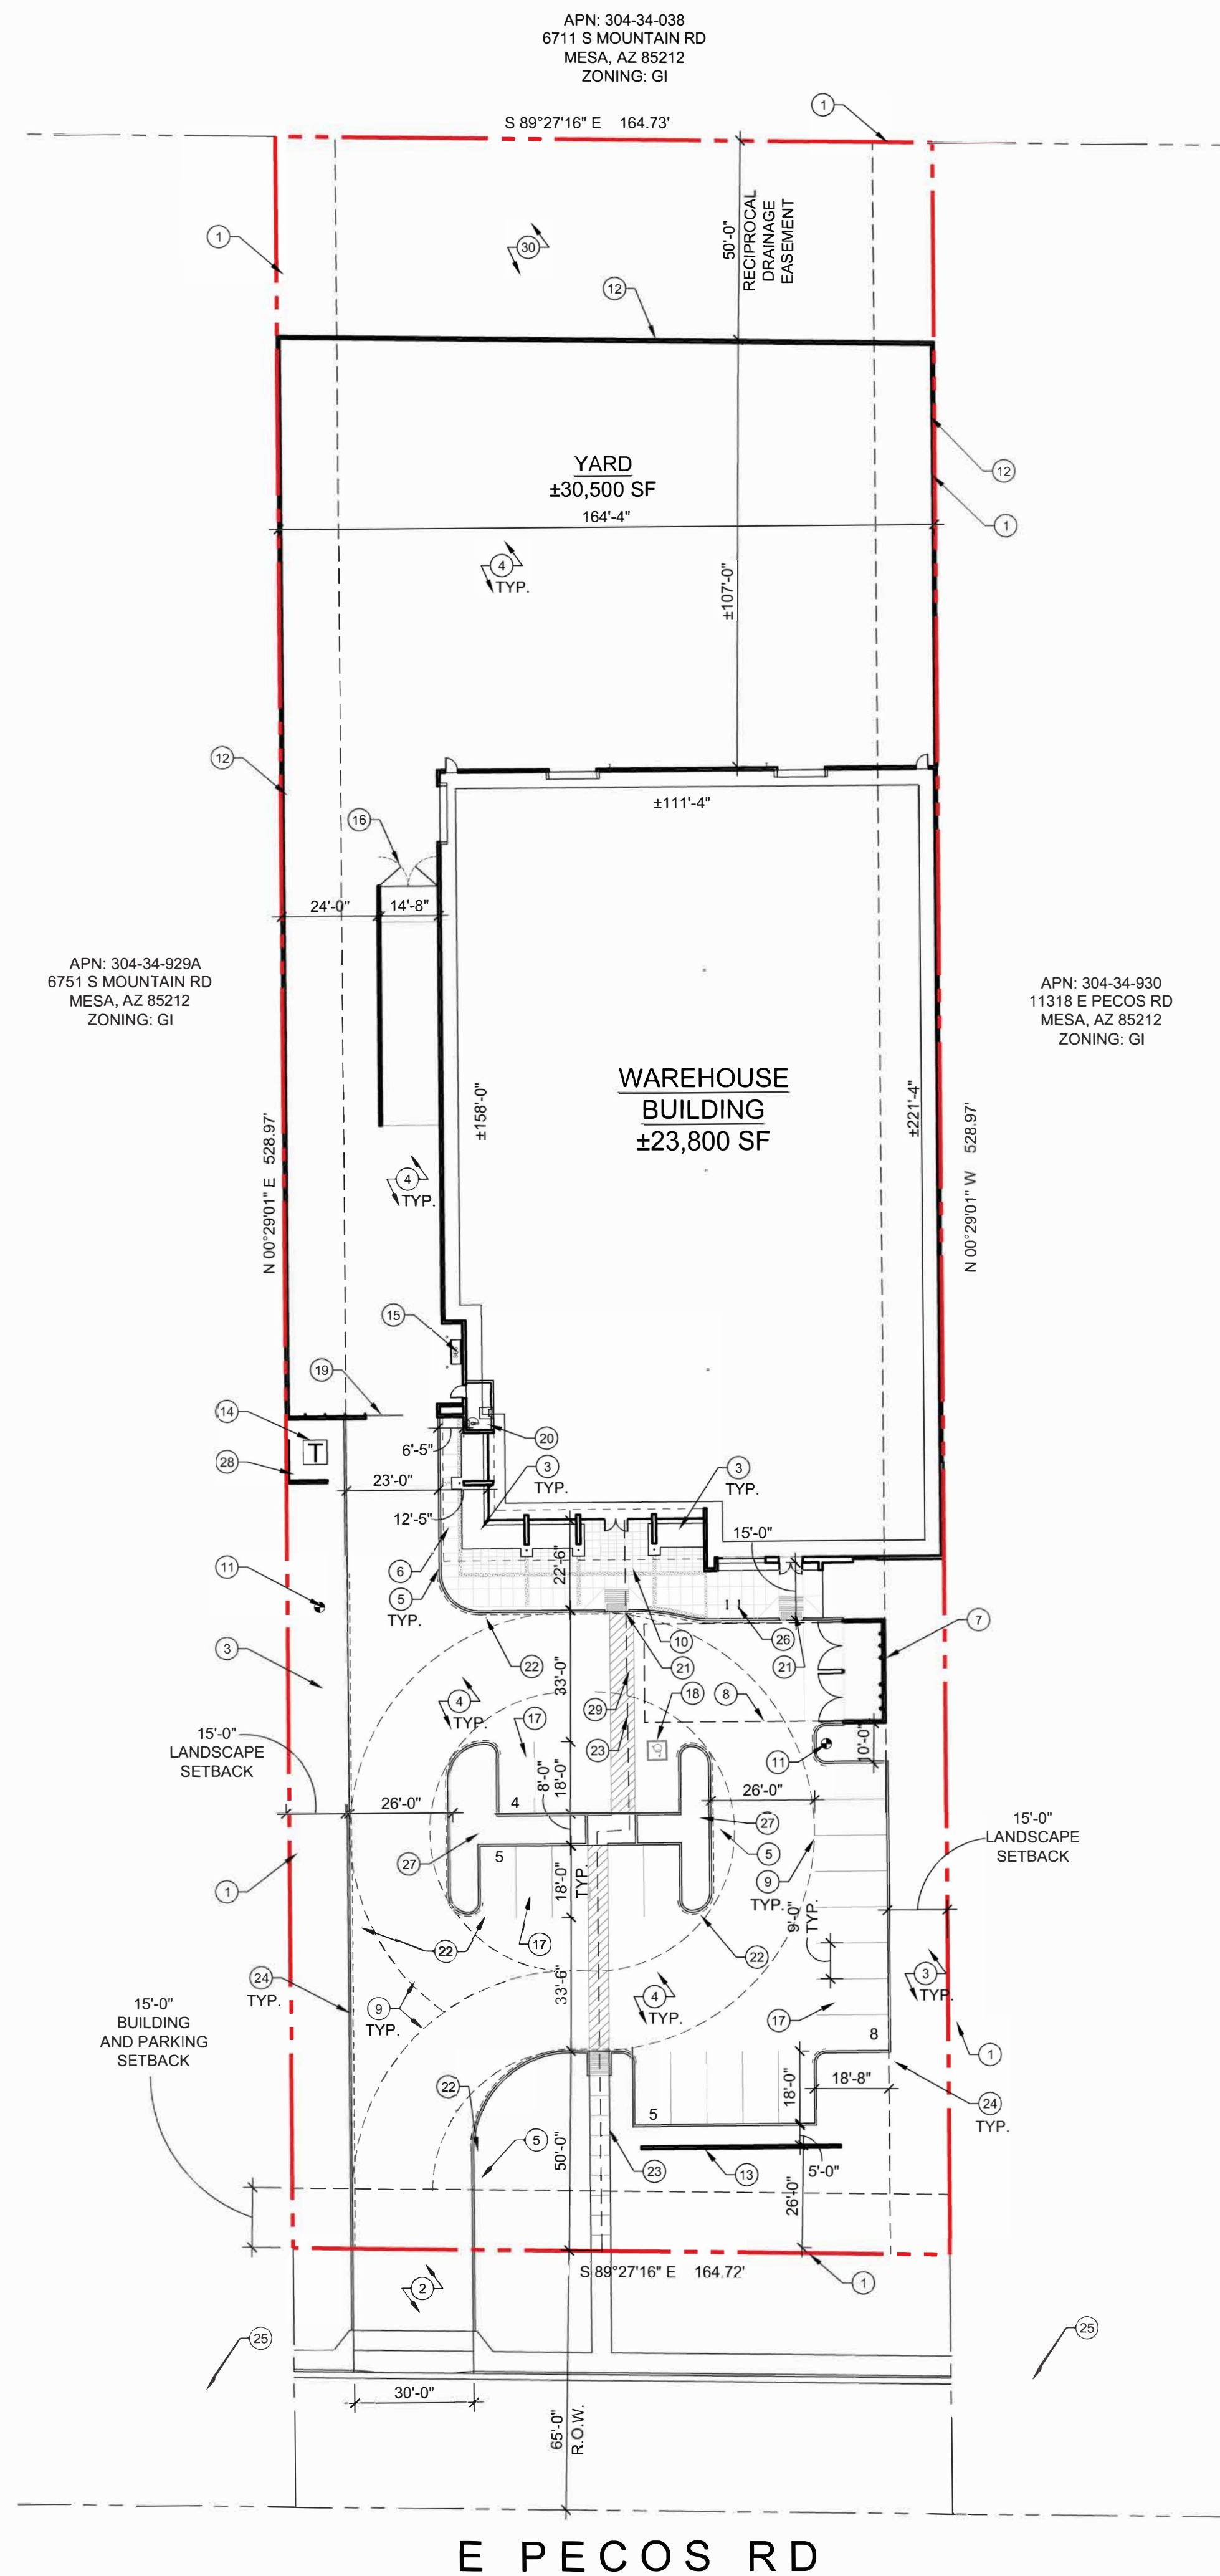 APN: 304-34-038
6711 S MOUNTAIN RD
MESA, AZ 85212
ZONING: GI
1
S 89°27'16" E 164.73'
50'-0"
RECIPROCAL
DRAINAGE
EASEMENT
1
30
12
YARD
±30,500 SF
164'-4"
12
1
4
TYP.
±107'-0"
12
±111'-4"
16
24'-0"
14'-8"
APN: 304-34-929A
6751 S MOUNTAIN RD
MESA, AZ 85212
ZONING: GI
APN: 304-34-930
11318 E PECOS RD
MESA, AZ 85212
ZONING: GI
WAREHOUSE
BUILDING
±23,800 SF
±158'-0"
±221'-4"
N 00°29'01" E 528.97'
N 00°29'01" W 528.97'
4
TYP.
15
19
14
T
28
6'-5"
20
23'-0"
3
TYP.
3
TYP.
12'-5"
15'-0"
22'-6"
6
5
TYP.
11
10
26
7
3
22
21
21
33'-0"
4
TYP.
29
18
8
17
23
15'-0"
LANDSCAPE
SETBACK
11
10'-0"
8'-0"
18'-0"
26'-0"
4
26'-0"
27
15'-0"
LANDSCAPE
SETBACK
5
5
27
9
TYP.
18'-0"
TYP.
9'-0"
TYP.
1
17
22
22
24
TYP.
33'-6"
3
TYP.
9
TYP.
4
TYP.
17
8
15'-0"
BUILDING
AND PARKING
SETBACK
1
22
18'-0"
18'-8"
24
TYP.
5
5
50'-0"
23
13
5'-0"
26'-0"
S 89°27'16" E 164.72'
1
2
25
25
30'-0"
65'-0"
R.O.W.
E PECOS RD